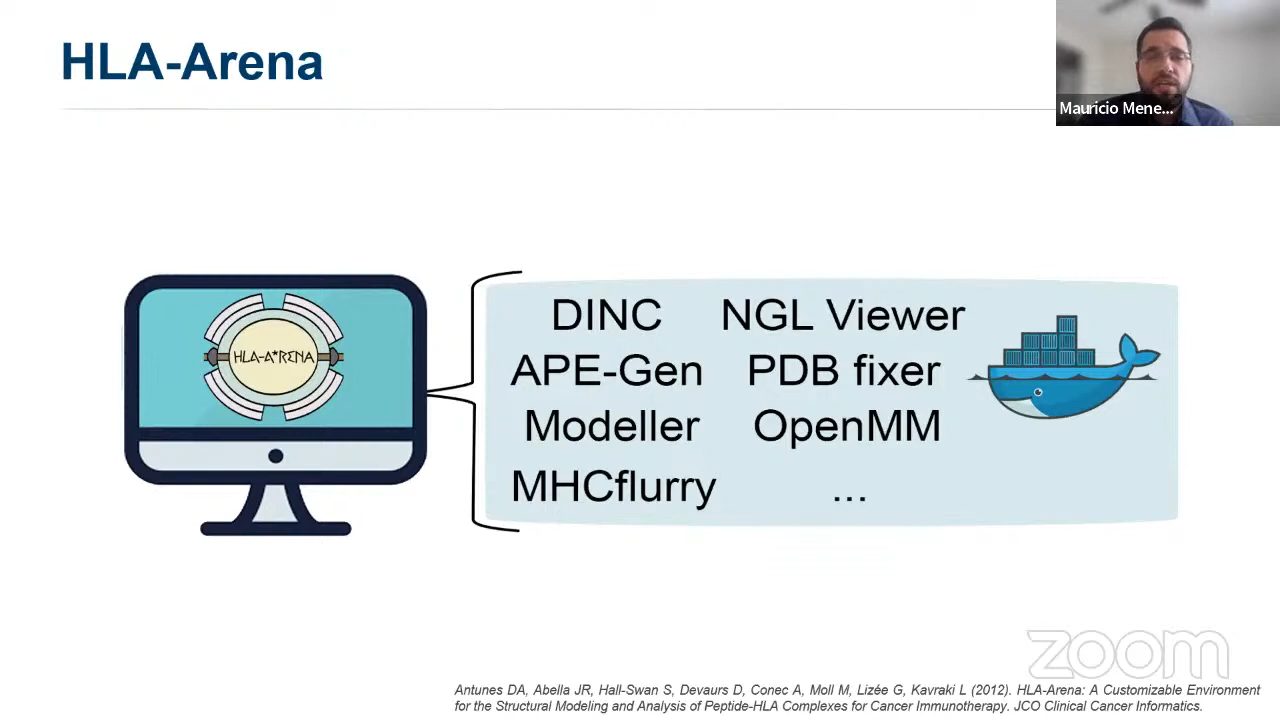 HLA-Arena
Mauricio Mene...
HLA-A*RENA
DINC NGL Viewer
APE-Gen PDB fixer
Modeller OpenMM
MHCflurry ...
zoom
Antunes DA, Abella JR, Hall-Swan S, Devaurs D, Conec A, Moll M, Lizée G, Kavraki L (2012). HLA-Arena: A Customizable Environment
for the Structural Modeling and Analysis of Peptide-HLA Complexes for Cancer Immunotherapy. JCO Clinical Cancer Informatics.